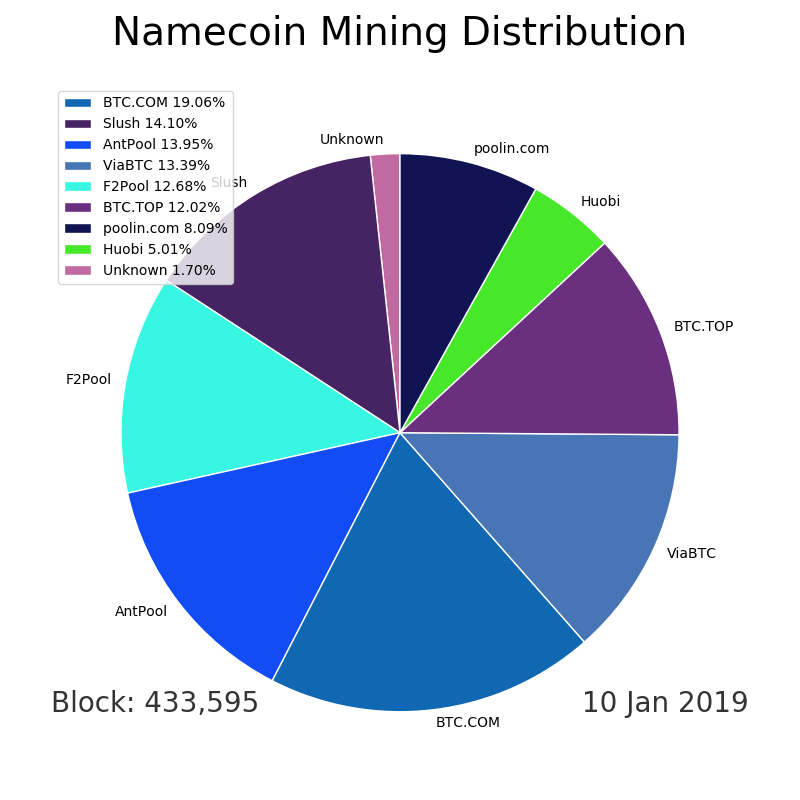 Namecoin Mining Distribution
BTC.COM 19.06%
Slush 14.10%
AntPool 13.95%
ViaBTC 13.39%
F2Pool 12.68%
BTC.TOP 12.02%
poolin.com 8.09%
Huobi 5.01%
Unknown 1.70%
Unknown
poolin.com
Slush
Huobi
BTC.TOP
F2Pool
ViaBTC
AntPool
BTC.COM
Block: 433,595
10 Jan 2019